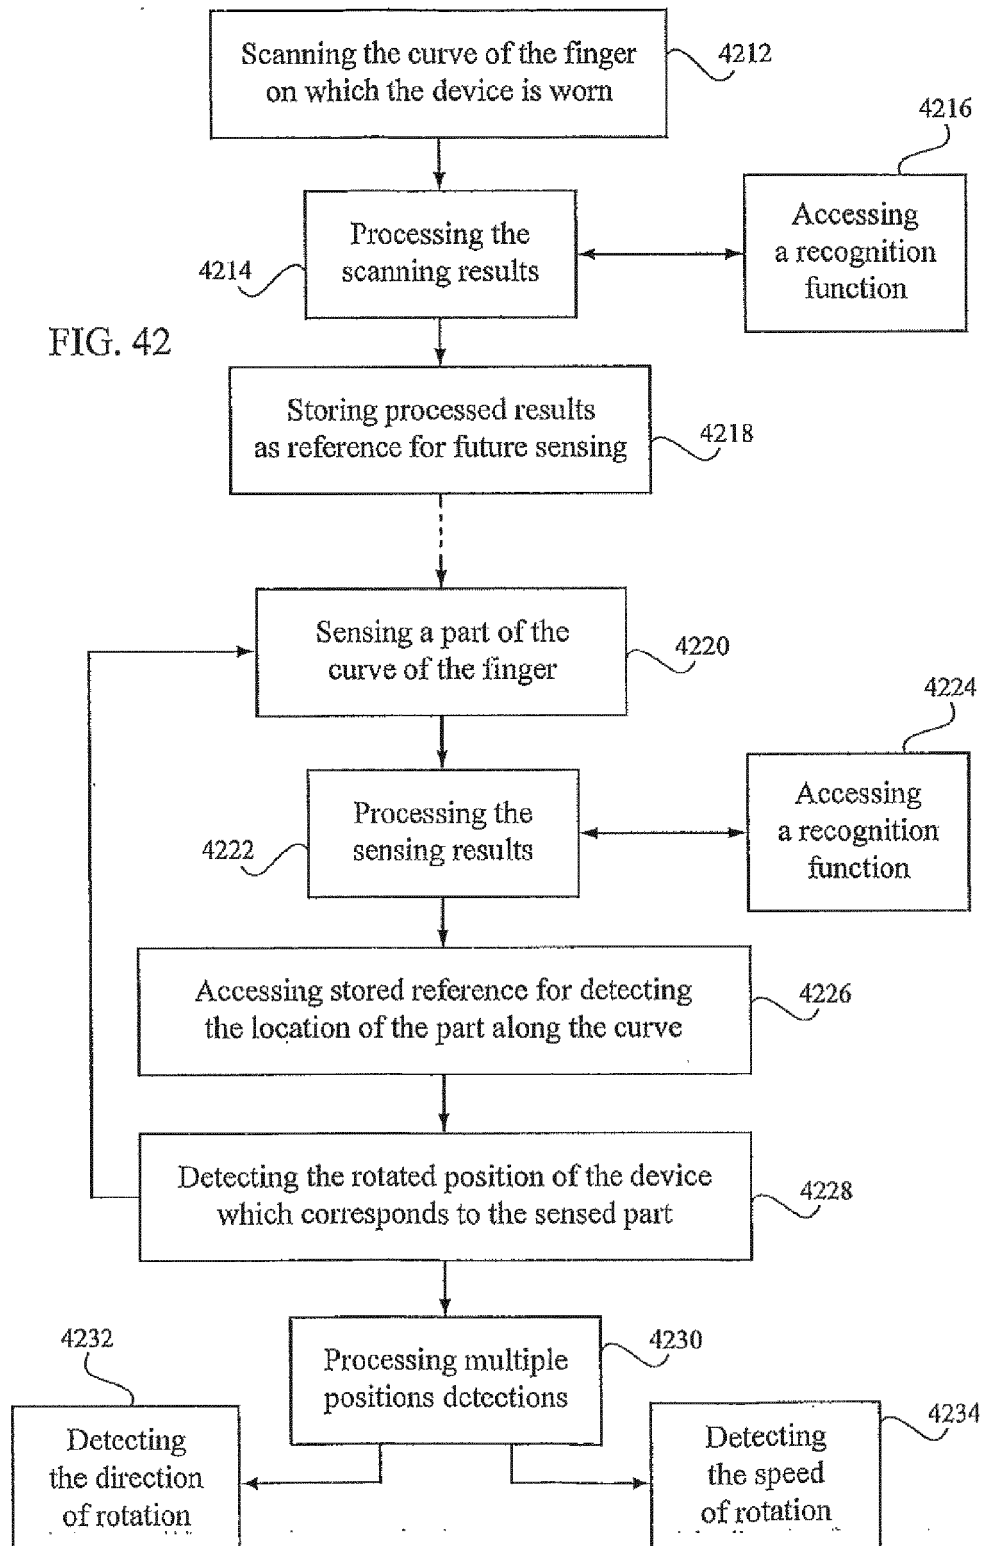 Scanning the curve of the finger
on which the device is worn
4212
4216
Accessing
a recognition
function
Processing the
scanning results
4214
FIG. 42
Storing processed results
as reference for future sensing
4218
Sensing a part of the
curve of the finger
4220
4224
Accessing
a recognition
function
Processing the
sensing results
4222
Accessing stored reference for detecting
the location of the part along the curve
4226
Detecting the rotated position of the device
which corresponds to the sensed part
4228
4230
Processing multiple
positions detections
4232
Detecting
the direction
of rotation
4234
Detecting
the speed
of rotation